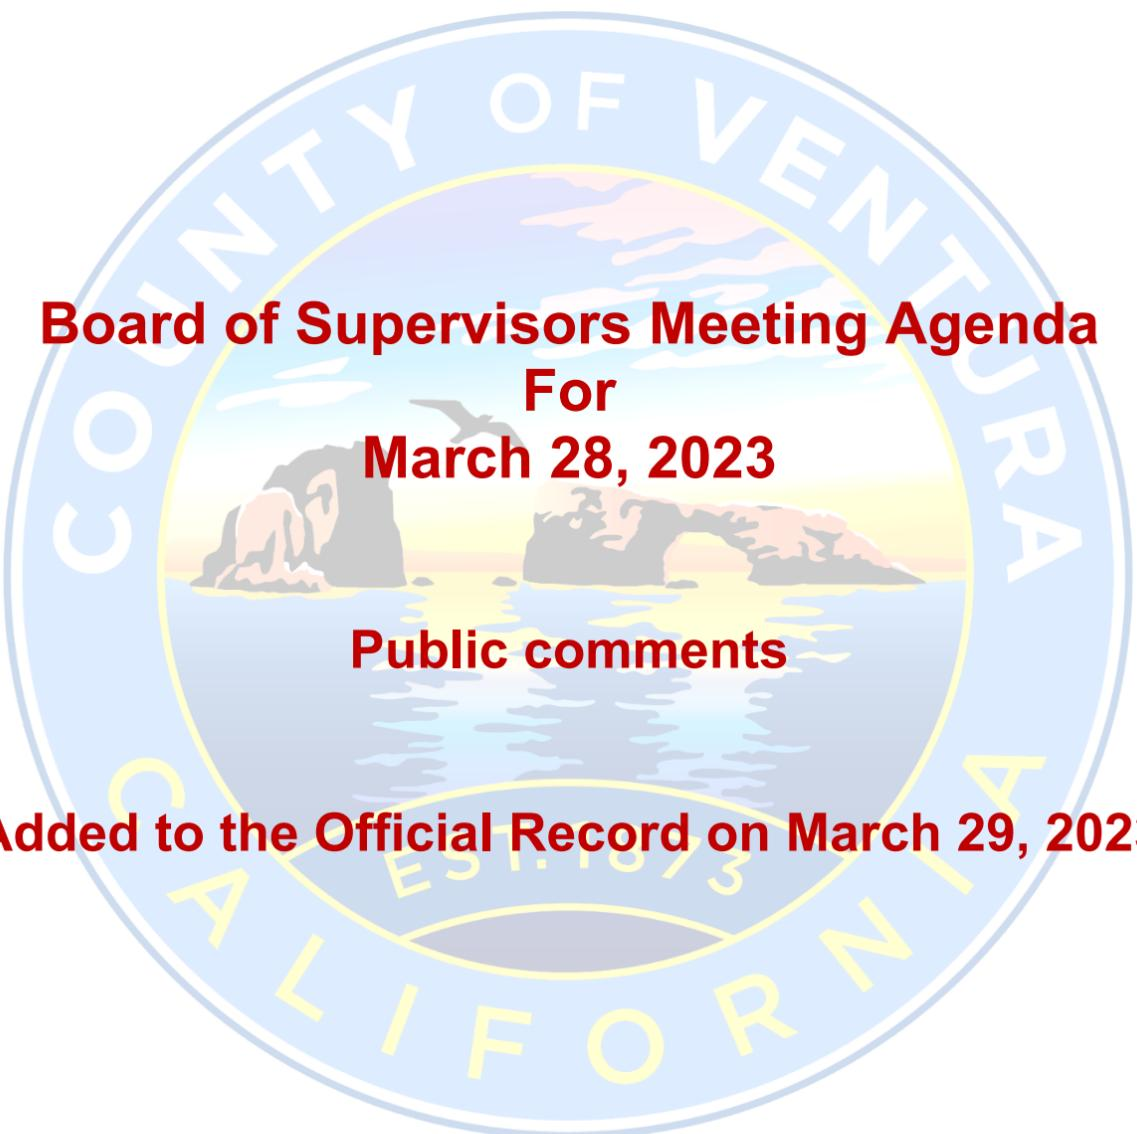 COUNTY OF VENTURA
Board of Supervisors Meeting Agenda
For
March 28, 2023
Public comments
Added to the Official Record on March 29, 202
EST. 1873
CALIFORNIA